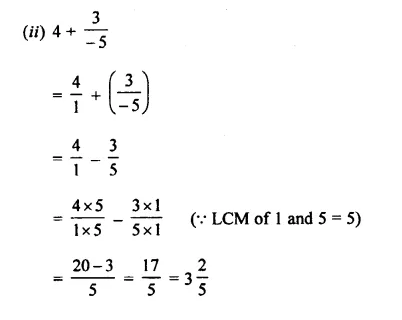 (ii) 4 + 3/-5
= 4/1 + (3/-5)
= 4/1 - 3/5
= 4×5/1×5 - 3×1/5×1 (∵ LCM of 1 and 5 = 5)
= 20-3/5 = 17/5 = 3 2/5